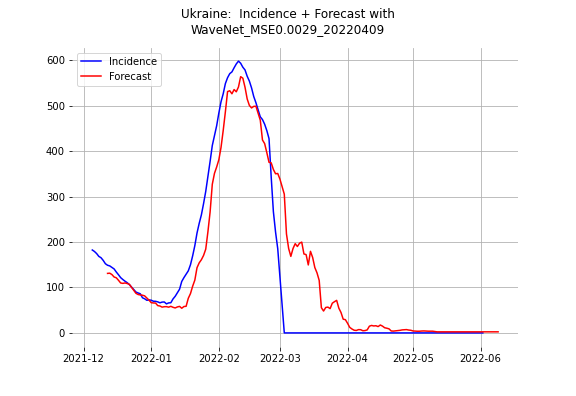 Ukraine:  Incidence + Forecast with
WaveNet_MSE0.0029_20220409
Incidence
Forecast
600
500
400
300
200
100
0
2021-12 2022-01 2022-02 2022-03 2022-04 2022-05 2022-06